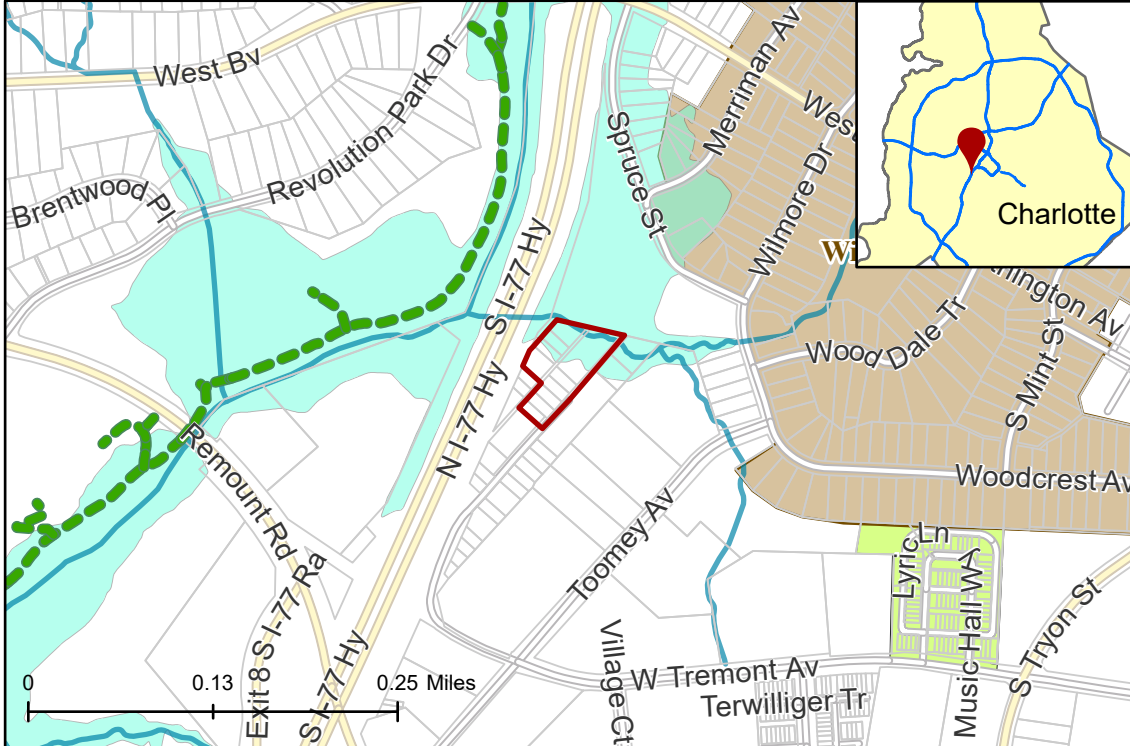 West Bv
Revolution Park Dr
Brentwood Pl
Spruce St
Merriman Av
Wilmore Dr
Charlotte
S I-77 Hy
N I-77 Hy
Wood Dale Tr
S Mint St
Remount Rd
Woodcrest Av
Toomey Av
Lyric Ln
Music Hall Wy
Exit 8 S I-77 Ra
S I-77 Hy
Village Ct
W Tremont Av
Terwilliger Tr
S Tryon St
0 0.13 0.25 Miles